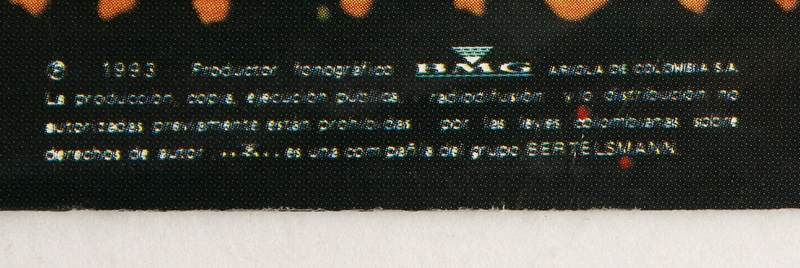 ℗ 1993 Productor fonográfico BMG ARIOLA DE COLOMBIA S.A.
La producción, copia, ejecución pública, radiodifusión y/o distribución no
autorizadas previamente están prohibidas por las leyes colombianas sobre
derechos de autor ... es una compañía del grupo BERTELSMANN